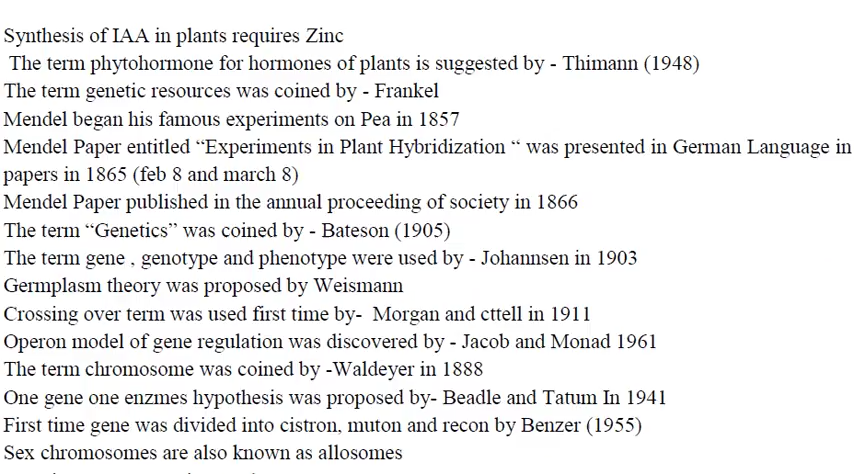 Synthesis of IAA in plants requires Zinc
The term phytohormone for hormones of plants is suggested by - Thimann (1948)
The term genetic resources was coined by - Frankel
Mendel began his famous experiments on Pea in 1857
Mendel Paper entitled “Experiments in Plant Hybridization “ was presented in German Language in
papers in 1865 (feb 8 and march 8)
Mendel Paper published in the annual proceeding of society in 1866
The term “Genetics” was coined by - Bateson (1905)
The term gene , genotype and phenotype were used by - Johannsen in 1903
Germplasm theory was proposed by Weismann
Crossing over term was used first time by-  Morgan and cttell in 1911
Operon model of gene regulation was discovered by - Jacob and Monad 1961
The term chromosome was coined by -Waldeyer in 1888
One gene one enzmes hypothesis was proposed by- Beadle and Tatum In 1941
First time gene was divided into cistron, muton and recon by Benzer (1955)
Sex chromosomes are also known as allosomes